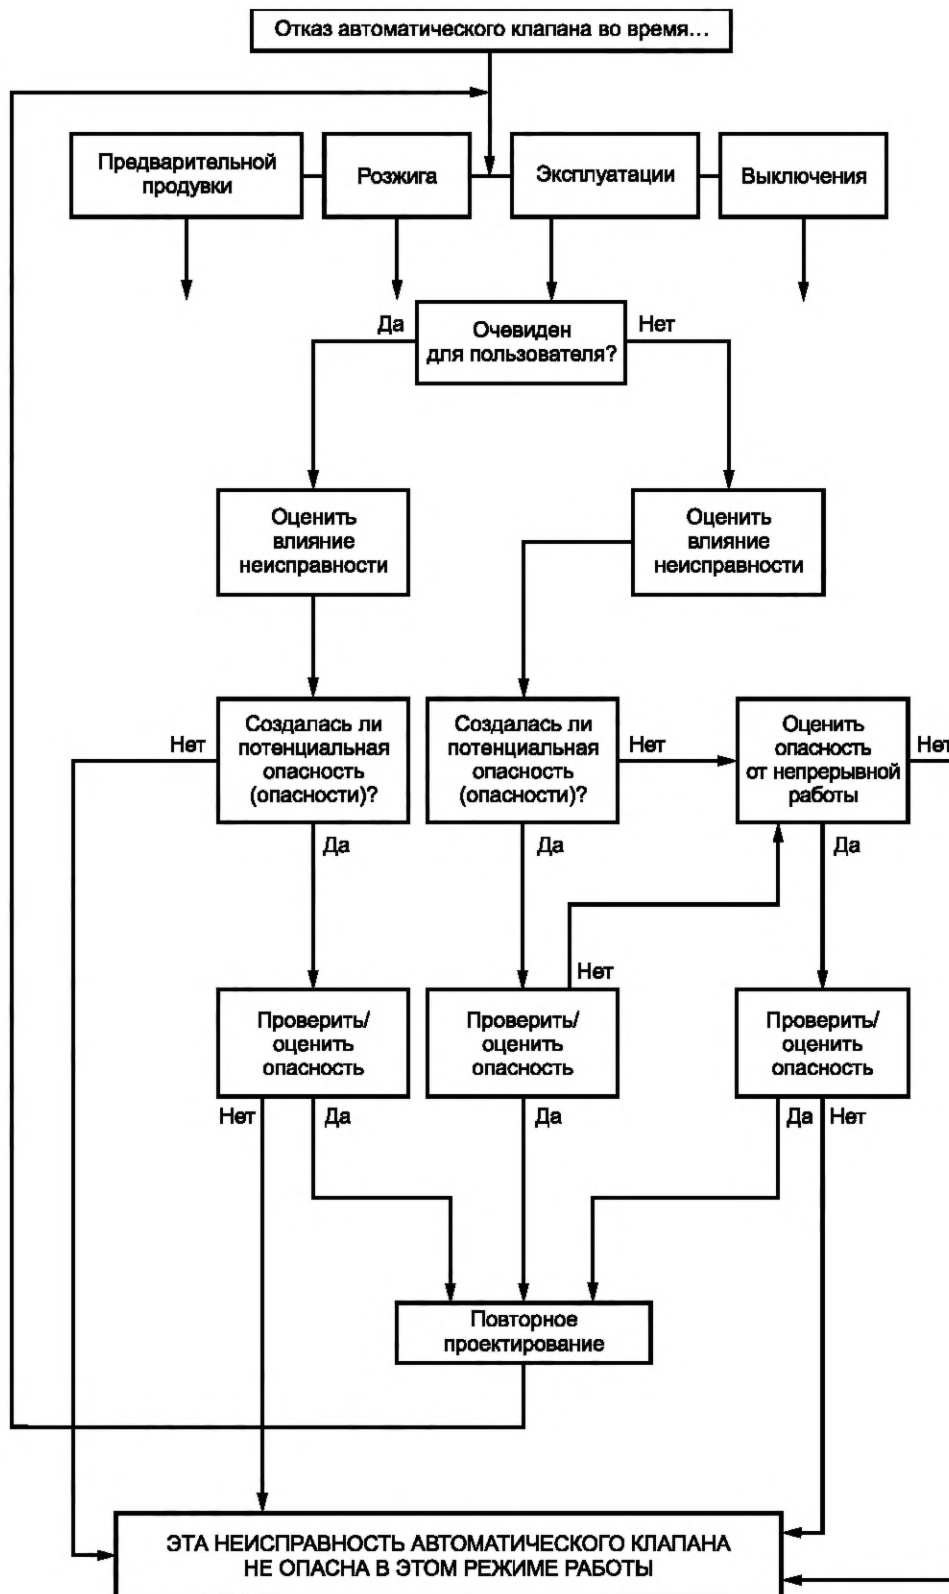 Отказ автоматического клапана во время...
Предварительной
продувки
Розжига
Эксплуатации
Выключения
Да
Очевиден
для пользователя?
Нет
Оценить
влияние
неисправности
Оценить
влияние
неисправности
Нет
Создалась ли
потенциальная
опасность
(опасности)?
Создалась ли
потенциальная
опасность
(опасности)?
Нет
Оценить
опасность
от непрерывной
работы
Нет
Да
Да
Да
Нет
Проверить/
оценить
опасность
Проверить/
оценить
опасность
Проверить/
оценить
опасность
Нет
Да
Да
Да
Нет
Повторное
проектирование
ЭТА НЕИСПРАВНОСТЬ АВТОМАТИЧЕСКОГО КЛАПАНА
НЕ ОПАСНА В ЭТОМ РЕЖИМЕ РАБОТЫ